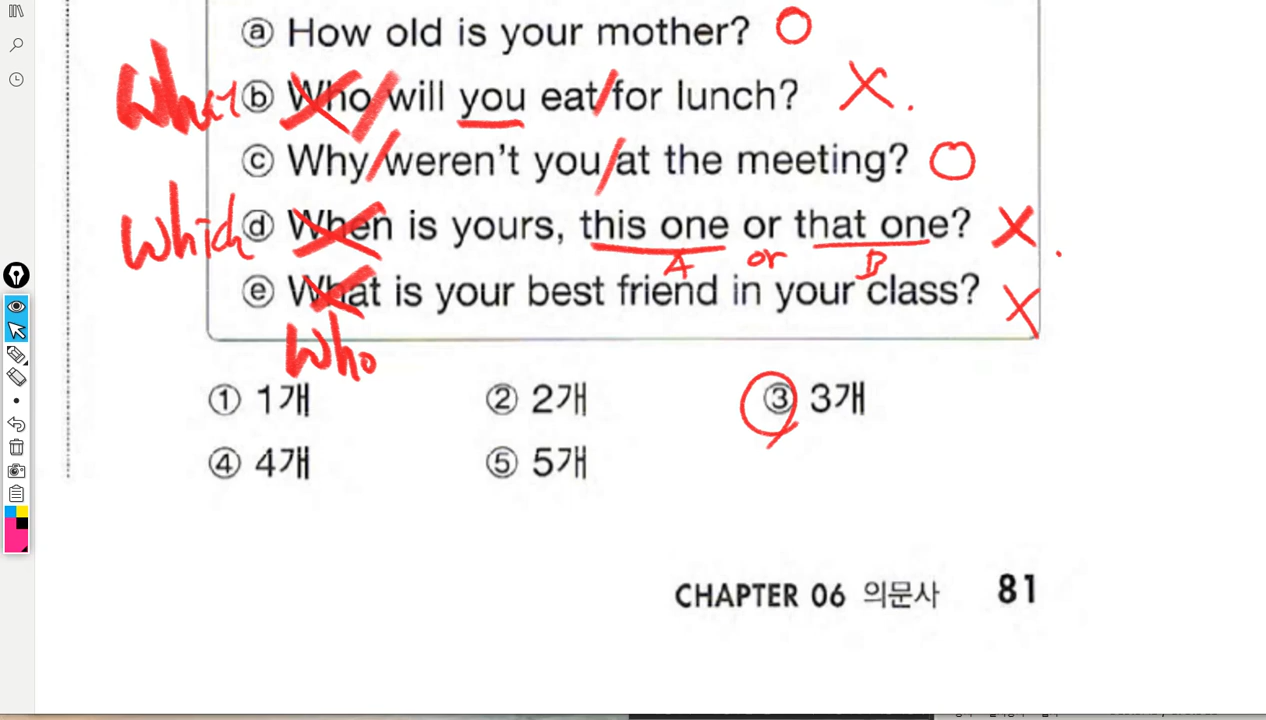 ⓐ How old is your mother? O
What ⓑ Who will you eat for lunch? X.
ⓒ Why weren't you at the meeting? O
Which ⓓ When is yours, this one or that one? X.
A or B
ⓔ What is your best friend in your class? X
Who
① 1개 ② 2개 ③ 3개
④ 4개 ⑤ 5개
CHAPTER 06 의문사 81